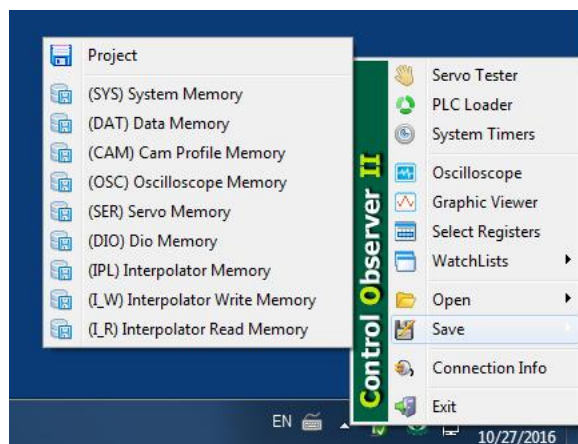 Project
(SYS) System Memory
(DAT) Data Memory
(CAM) Cam Profile Memory
(OSC) Oscilloscope Memory
(SER) Servo Memory
(DIO) Dio Memory
(IPL) Interpolator Memory
(I_W) Interpolator Write Memory
(I_R) Interpolator Read Memory
Control Observer II
Servo Tester
PLC Loader
System Timers
Oscilloscope
Graphic Viewer
Select Registers
WatchLists
Open
Save
Connection Info
Exit
EN
10/27/2016